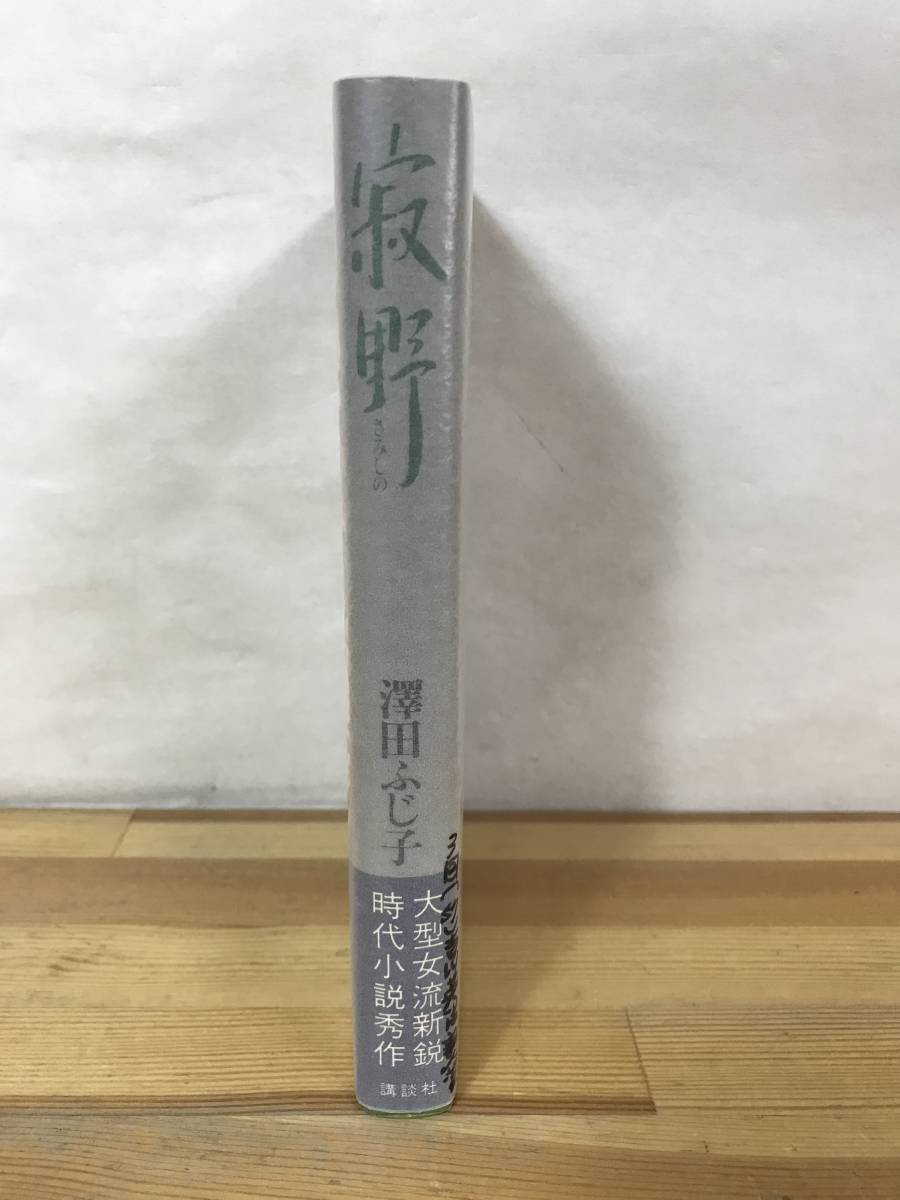 寂野
さみしの
澤田ふじ子
大型女流新鋭
時代小説秀作
講談社